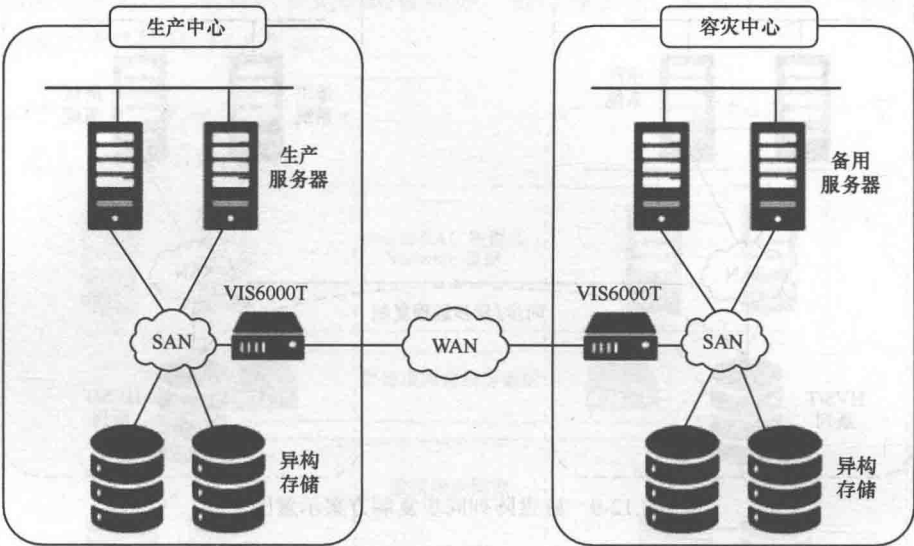 生产中心
容灾中心
生产
服务器
备用
服务器
VIS6000T
VIS6000T
SAN
WAN
SAN
异构
存储
异构
存储